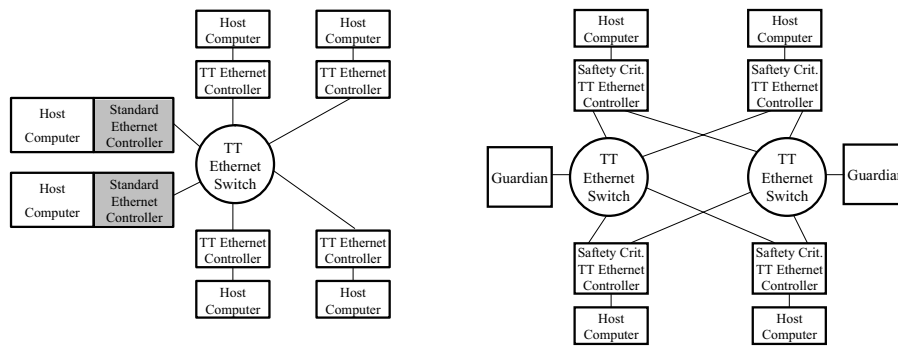 Host
Computer
TT Ethernet
Controller
Host
Computer
TT Ethernet
Controller
Host
Computer
Standard
Ethernet
Controller
TT
Ethernet
Switch
Host
Computer
Standard
Ethernet
Controller
TT Ethernet
Controller
Host
Computer
TT Ethernet
Controller
Host
Computer
Host
Computer
Saftety Crit.
TT Ethernet
Controller
Host
Computer
Safety Crit.
TT Ethernet
Controller
Guardian
TT
Ethernet
Switch
TT
Ethernet
Switch
Guardian
Saftety Crit.
TT Ethernet
Controller
Host
Computer
Saftety Crit.
TT Ethernet
Controller
Host
Computer